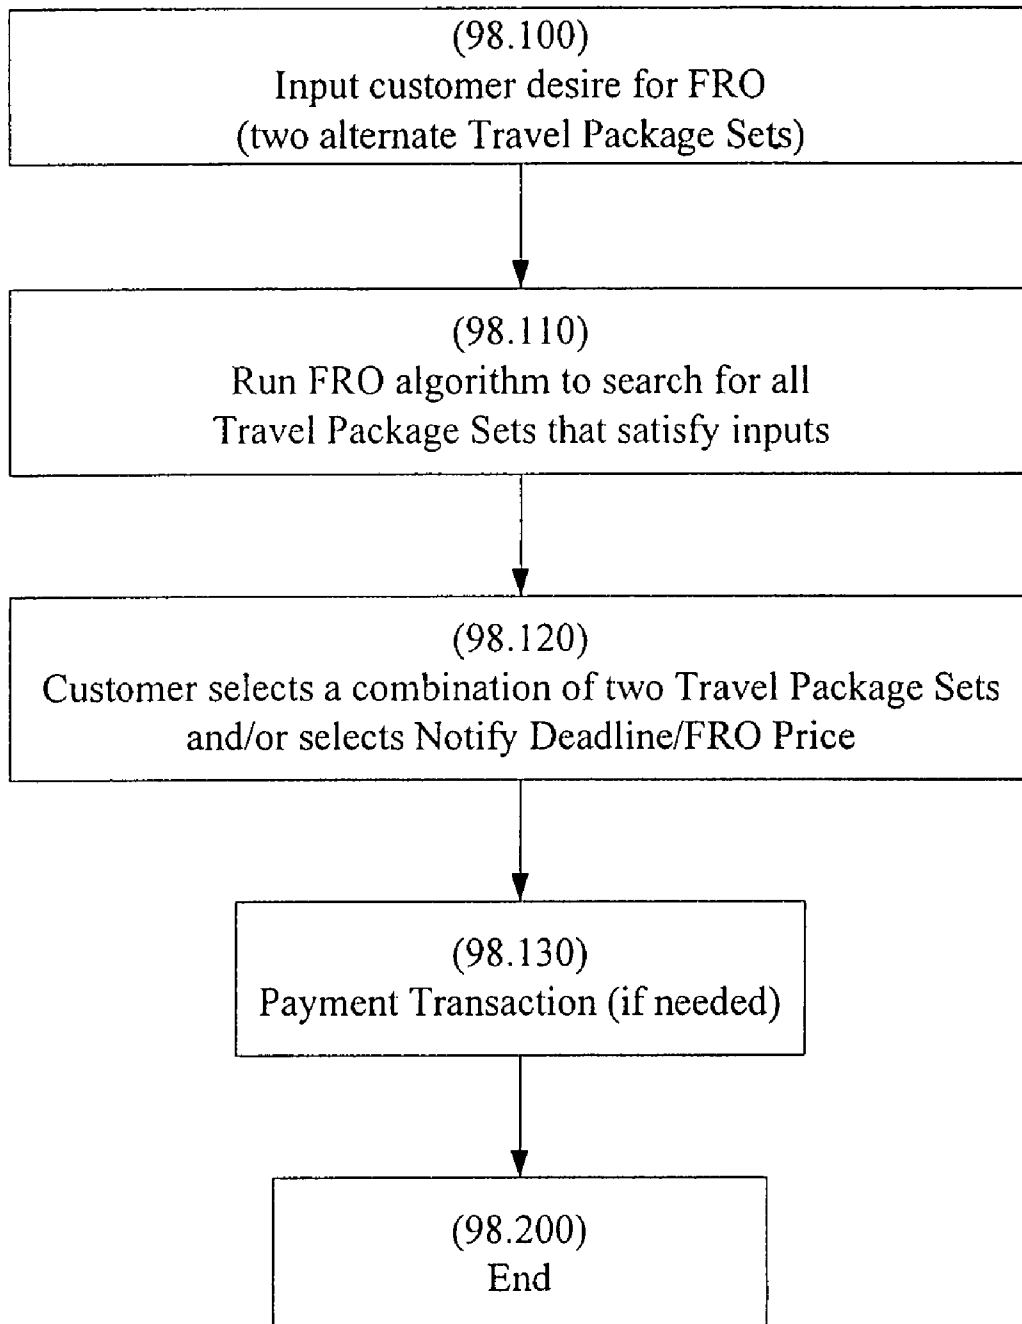 (98.100)
Input customer desire for FRO
(two alternate Travel Package Sets)
(98.110)
Run FRO algorithm to search for all
Travel Package Sets that satisfy inputs
(98.120)
Customer selects a combination of two Travel Package Sets
and/or selects Notify Deadline/FRO Price
(98.130)
Payment Transaction (if needed)
(98.200)
End